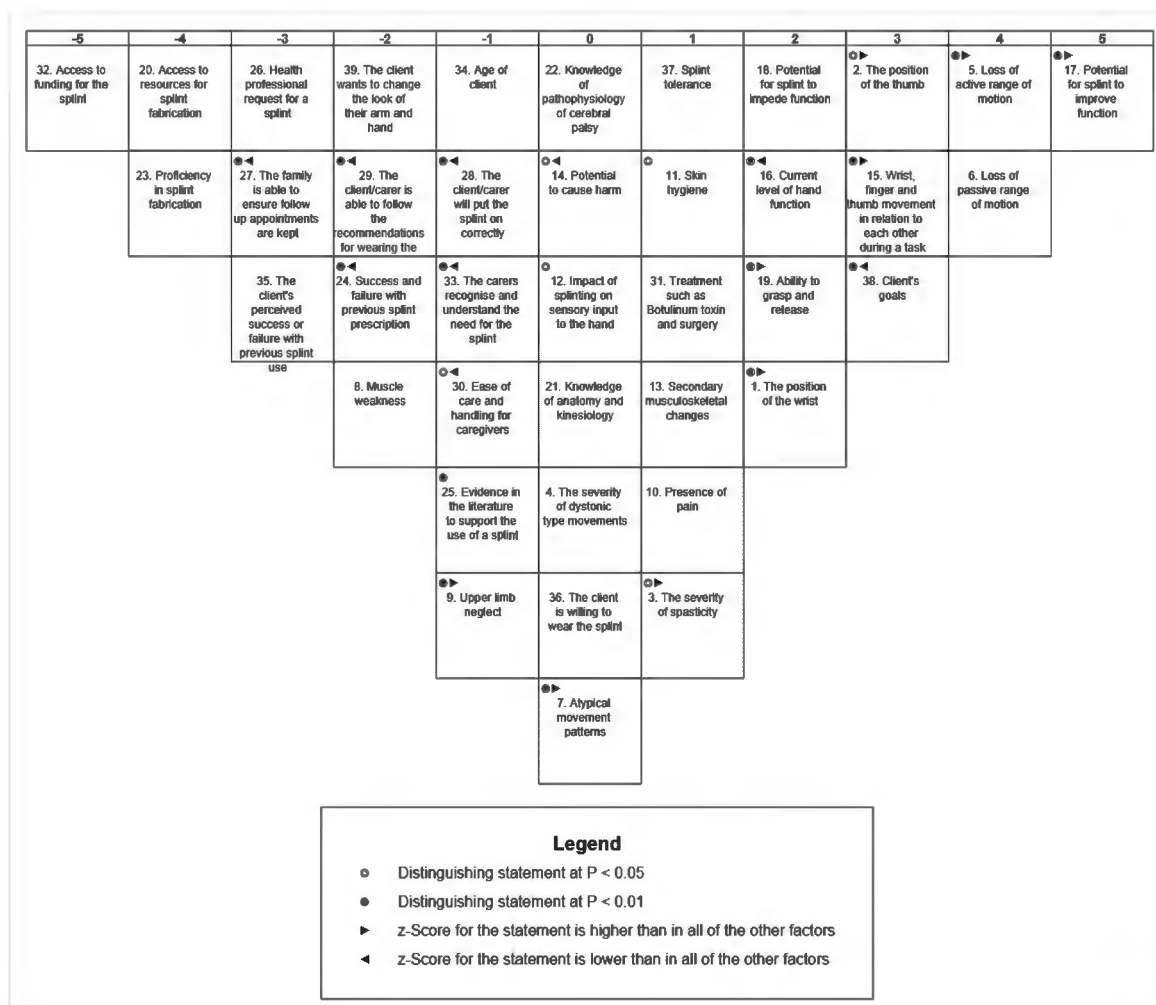 -5 -4 -3 -2 -1 0 1 2 3 4 5
32. Access to
funding for the
splint
20. Access to
resources for
splint
fabrication
26. Health
professional
request for a
splint
39. The client
wants to change
the look of
their arm and
hand
34. Age of
client
22. Knowledge
of
pathophysiology
of cerebral
palsy
37. Splint
tolerance
18. Potential
for splint to
impede function
2. The position
of the thumb
5. Loss of
active range of
motion
17. Potential
for splint to
improve
function
23. Proficiency
in splint
fabrication
27. The family
is able to
ensure follow
up appointments
are kept
29. The
client/carer is
able to follow
the
recommendations
for wearing the
28. The
client/carer
will put the
splint on
correctly
14. Potential
to cause harm
11. Skin
hygiene
16. Current
level of hand
function
15. Wrist,
finger and
thumb movement
in relation to
each other
during a task
6. Loss of
passive range
of motion
35. The
client's
perceived
success or
failure with
previous splint
use
24. Success and
failure with
previous splint
prescription
33. The carers
recognise and
understand the
need for the
splint
12. Impact of
splinting on
sensory input
to the hand
31. Treatment
such as
Botulinum toxin
and surgery
19. Ability to
grasp and
release
38. Client's
goals
8. Muscle
weakness
30. Ease of
care and
handling for
caregivers
21. Knowledge
of anatomy and
kinesiology
13. Secondary
musculoskeletal
changes
1. The position
of the wrist
25. Evidence in
the literature
to support the
use of a splint
4. The severity
of dystonic
type movements
10. Presence of
pain
9. Upper limb
neglect
36. The client
is willing to
wear the splint
3. The severity
of spasticity
7. Atypical
movement
patterns
Legend
Distinguishing statement at P < 0.05
Distinguishing statement at P < 0.01
► z-Score for the statement is higher than in all of the other factors
◄ z-Score for the statement is lower than in all of the other factors